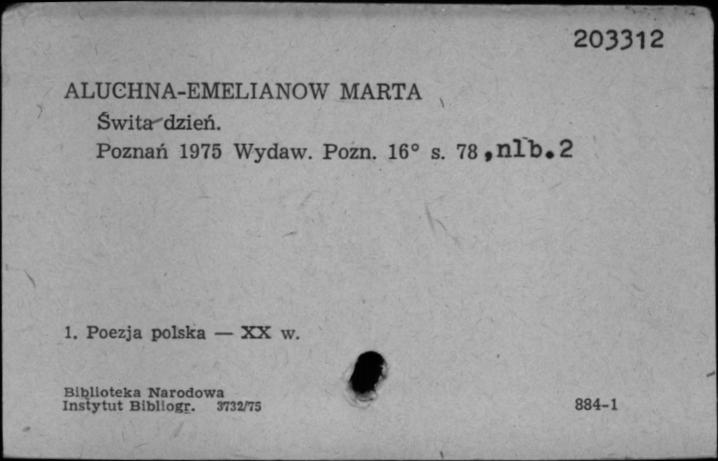 203312
ALUCHNA-EMELIANOW MARTA
Świta dzień.
Poznań 1975 Wydaw. Pozn. 16° s. 78 ,nlb.2
1. Poezja polska — XX w.
Biblioteka Narodowa
Instytut Bibliogr. 3732/75
884-1